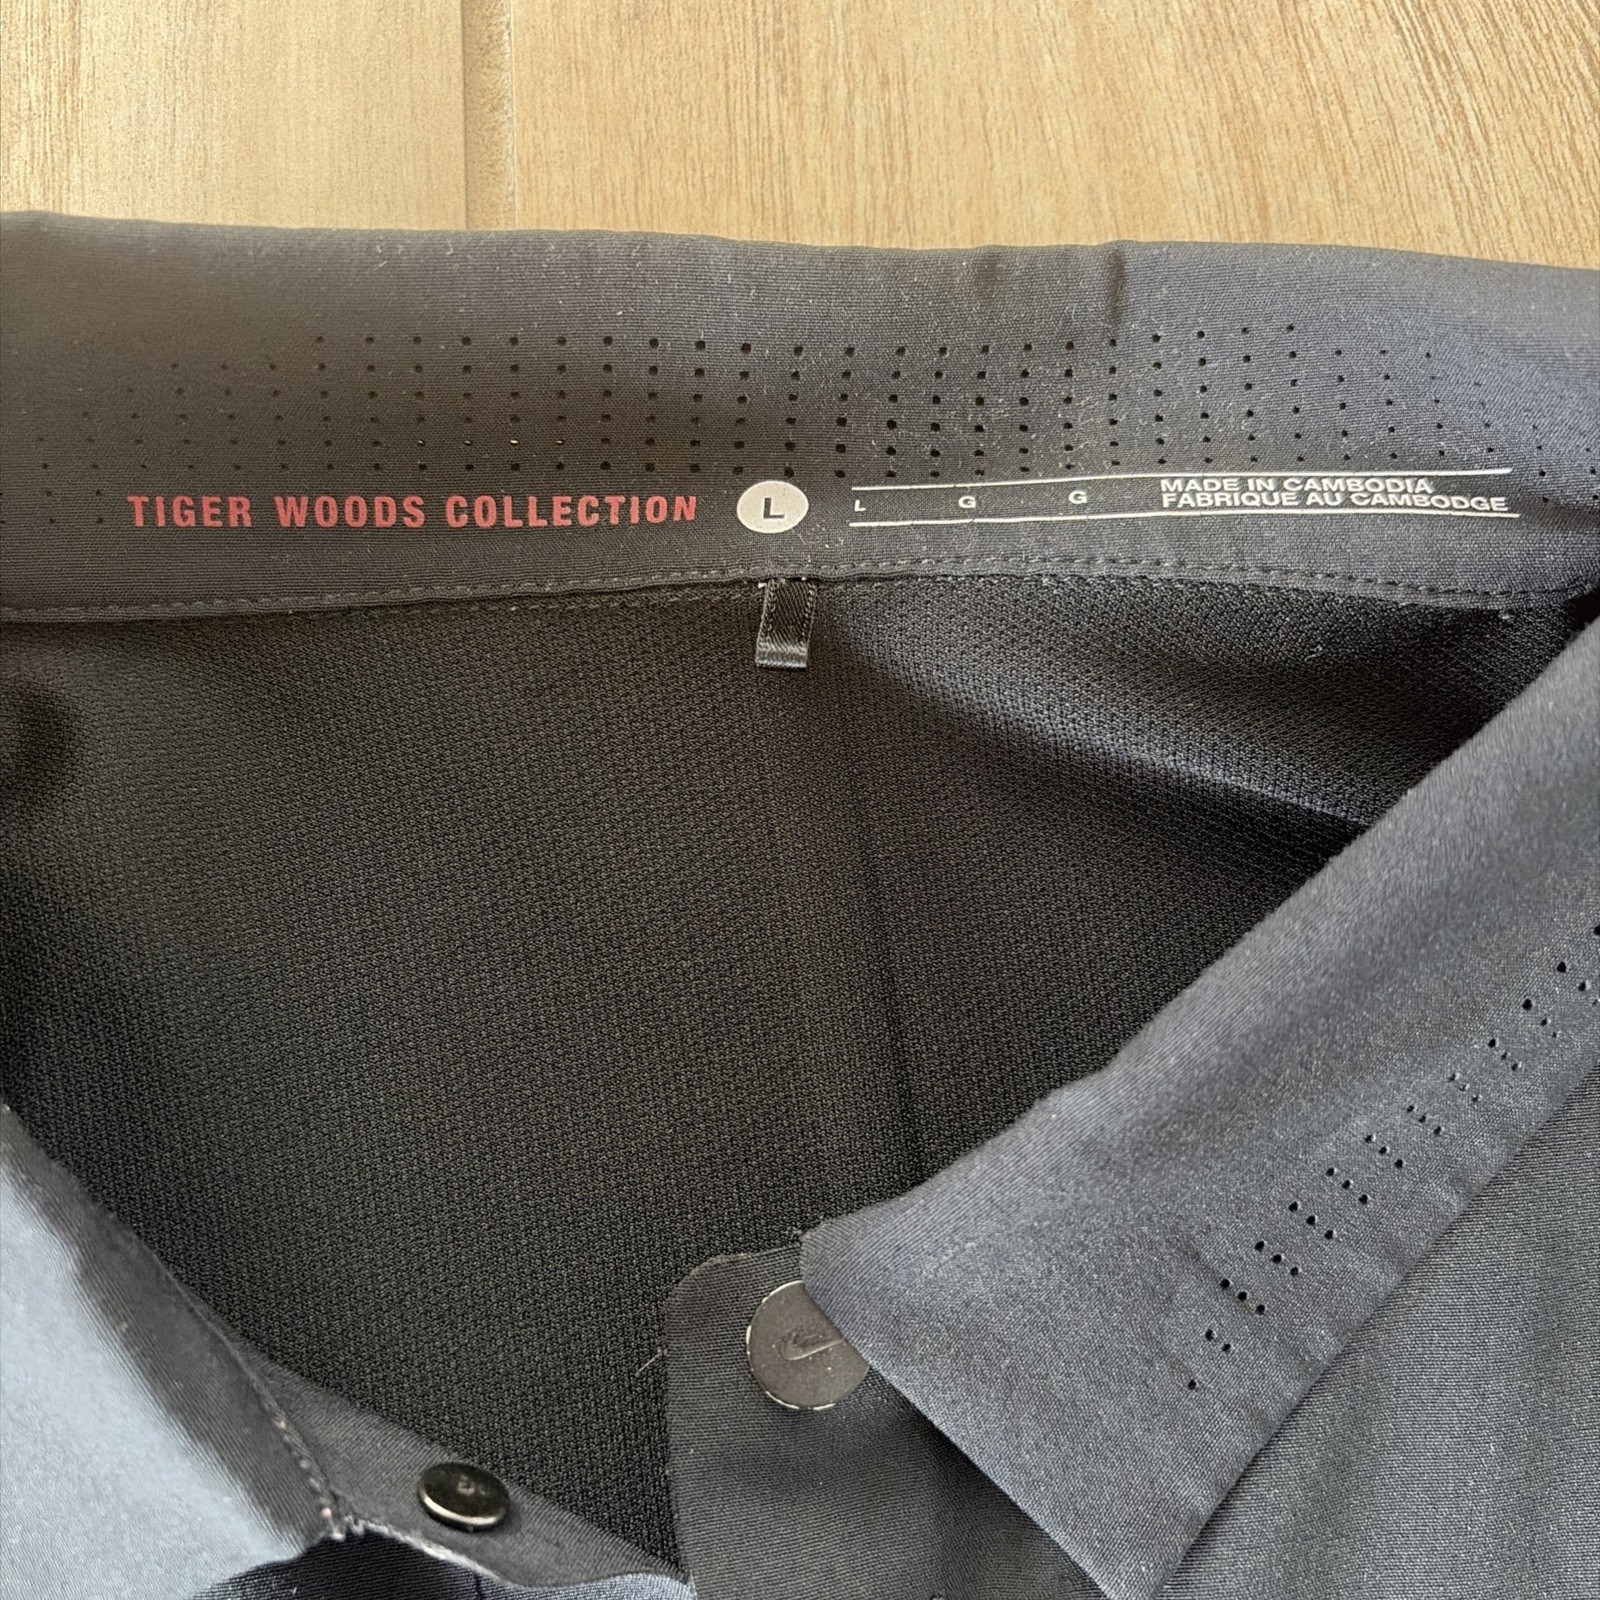 TIGER WOODS COLLECTION L L G G MADE IN CAMBODIA
FABRIQUE AU CAMBODGE